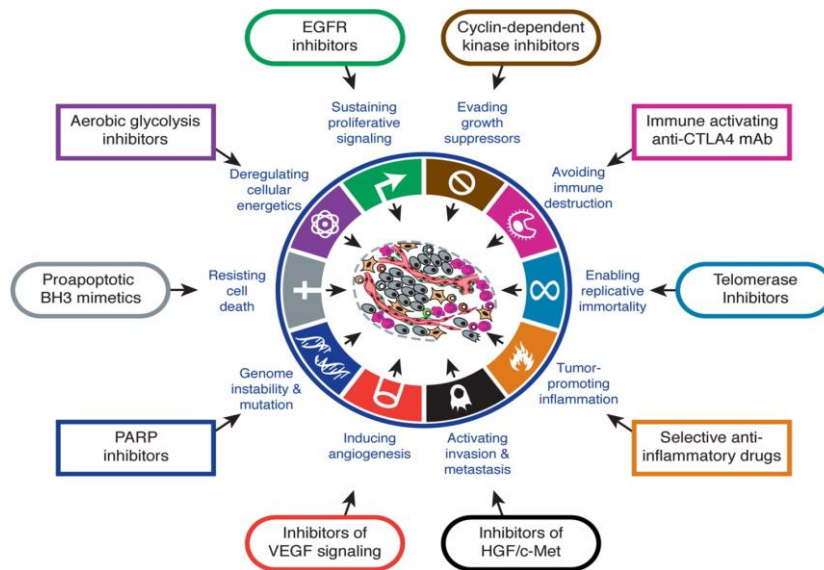 EGFR
inhibitors
Cyclin-dependent
kinase inhibitors
Sustaining
proliferative
signaling
Evading
growth
suppressors
Aerobic glycolysis
inhibitors
Immune activating
anti-CTLA4 mAb
Deregulating
cellular
energetics
Avoiding
immune
destruction
Proapoptotic
BH3 mimetics
Resisting
cell
death
Enabling
replicative
immortality
Telomerase
Inhibitors
Genome
instability &
mutation
Tumor-
promoting
inflammation
PARP
inhibitors
Inducing
angiogenesis
Activating
invasion &
metastasis
Selective anti-
inflammatory drugs
Inhibitors of
VEGF signaling
Inhibitors of
HGF/c-Met